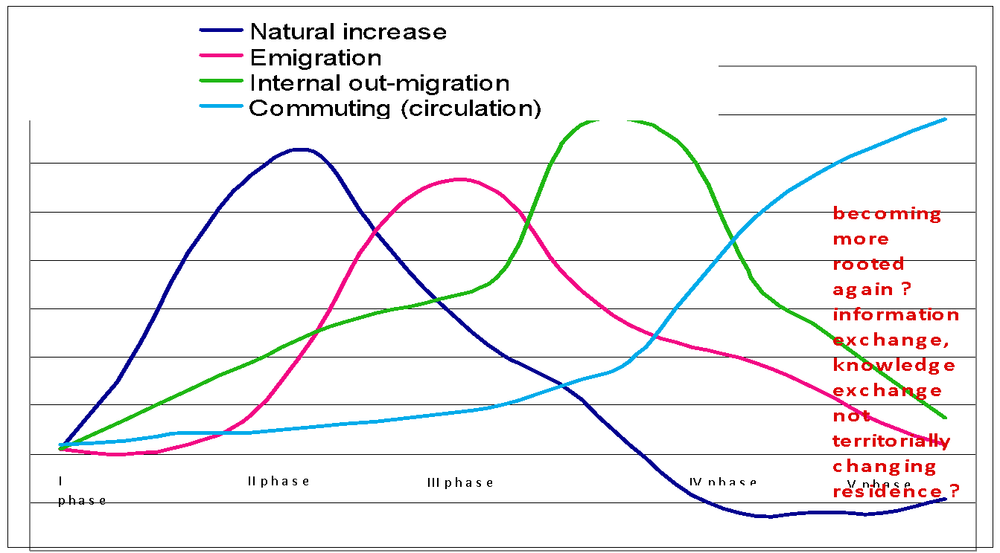 Natural increase
Emigration
Internal out-migration
Commuting (circulation)
becoming
more
rooted
again ?
information
exchange,
knowledge
exchange
not
territorially
changing
residence ?
I
phase
II phase
III phase
IV phase
V phase